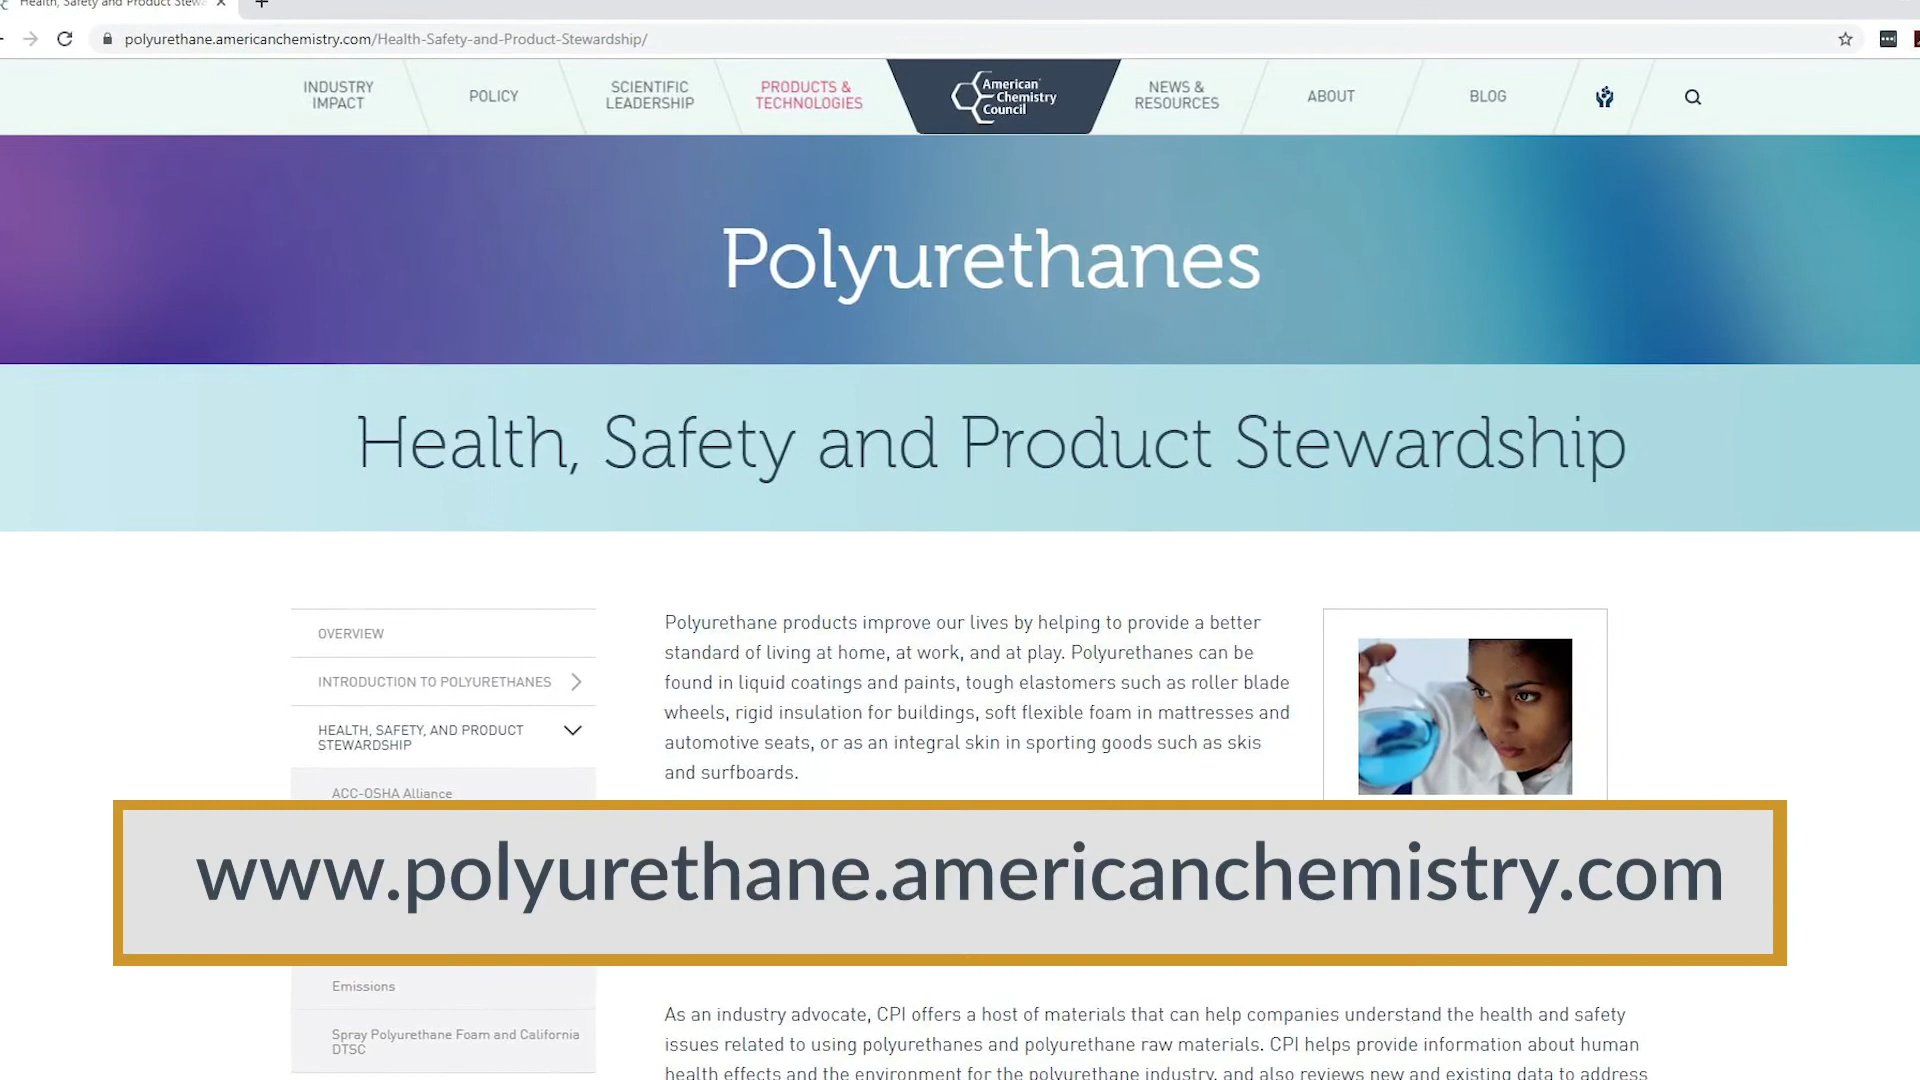 Health, Safety and Product Stew
polyurethane.americanchemistry.com/Health-Safety-and-Product-Stewardship/
INDUSTRY
IMPACT
POLICY
SCIENTIFIC
LEADERSHIP
PRODUCTS &
TECHNOLOGIES
American
Chemistry
Council
NEWS &
RESOURCES
ABOUT
BLOG
Polyurethanes
Health, Safety and Product Stewardship
OVERVIEW
INTRODUCTION TO POLYURETHANES
HEALTH, SAFETY, AND PRODUCT
STEWARDSHIP
ACC-OSHA Alliance
Polyurethane products improve our lives by helping to provide a better
standard of living at home, at work, and at play. Polyurethanes can be
found in liquid coatings and paints, tough elastomers such as roller blade
wheels, rigid insulation for buildings, soft flexible foam in mattresses and
automotive seats, or as an integral skin in sporting goods such as skis
and surfboards.
www.polyurethane.americanchemistry.com
Emissions
Spray Polyurethane Foam and California
DTSC
As an industry advocate, CPI offers a host of materials that can help companies understand the health and safety
issues related to using polyurethanes and polyurethane raw materials. CPI helps provide information about human
health effects and the environment for the polyurethane industry, and also reviews new and existing data to address